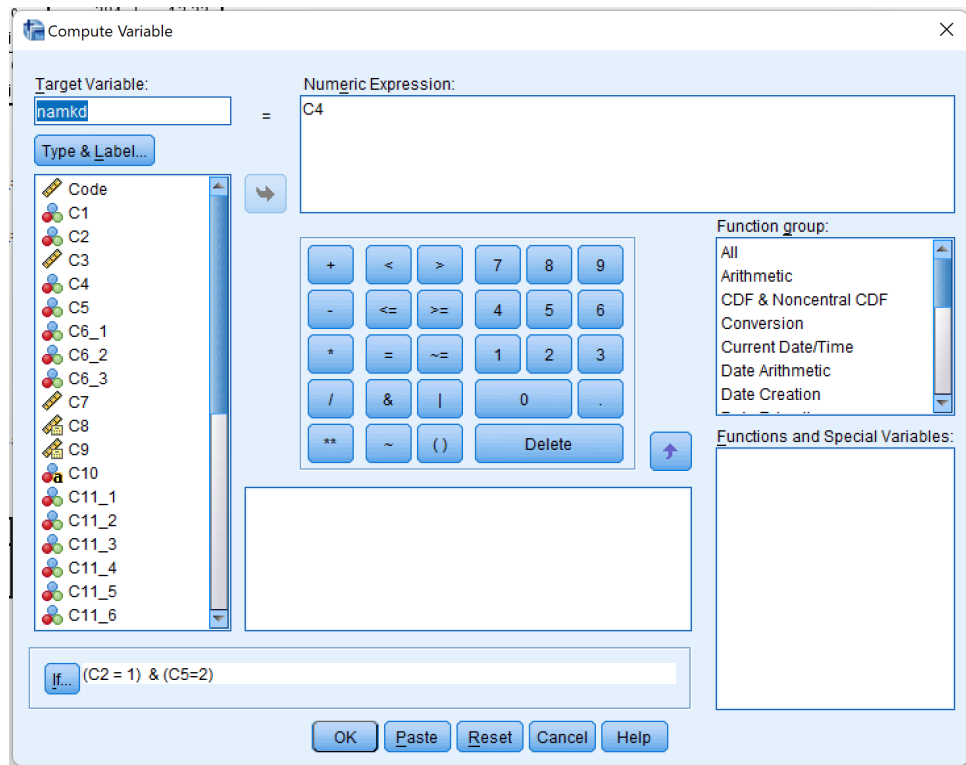 Compute Variable
Target Variable:
namkd
=
Numeric Expression:
C4
Type & Label...
Code
C1
C2
C3
C4
C5
C6_1
C6_2
C6_3
C7
C8
C9
C10
C11_1
C11_2
C11_3
C11_4
C11_5
C11_6
+ < > 7 8 9
- <= >= 4 5 6
* = ~= 1 2 3
/ & | 0 .
** ~ ( ) Delete
Function group:
All
Arithmetic
CDF & Noncentral CDF
Conversion
Current Date/Time
Date Arithmetic
Date Creation
Functions and Special Variables:
If... (C2 = 1) & (C5=2)
OK Paste Reset Cancel Help